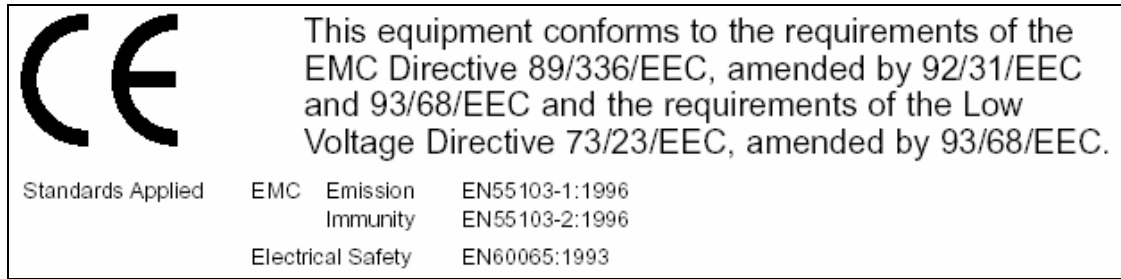 CE
This equipment conforms to the requirements of the
EMC Directive 89/336/EEC, amended by 92/31/EEC
and 93/68/EEC and the requirements of the Low
Voltage Directive 73/23/EEC, amended by 93/68/EEC.
Standards Applied EMC Emission EN55103-1:1996
Immunity EN55103-2:1996
Electrical Safety EN60065:1993